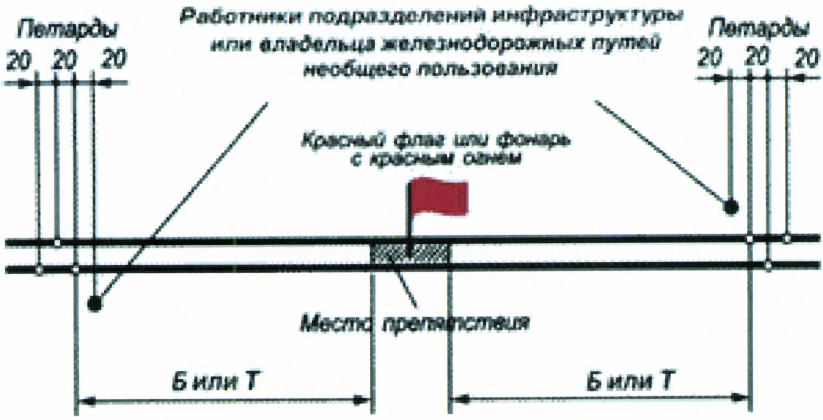 Петарды
20 20 20
Работники подразделений инфраструктуры
или владельца железнодорожных путей
необщего пользования
Петарды
20 20 20
Красный флаг или фонарь
с красным огнём
Место препятствия
Б или Т
Б или Т